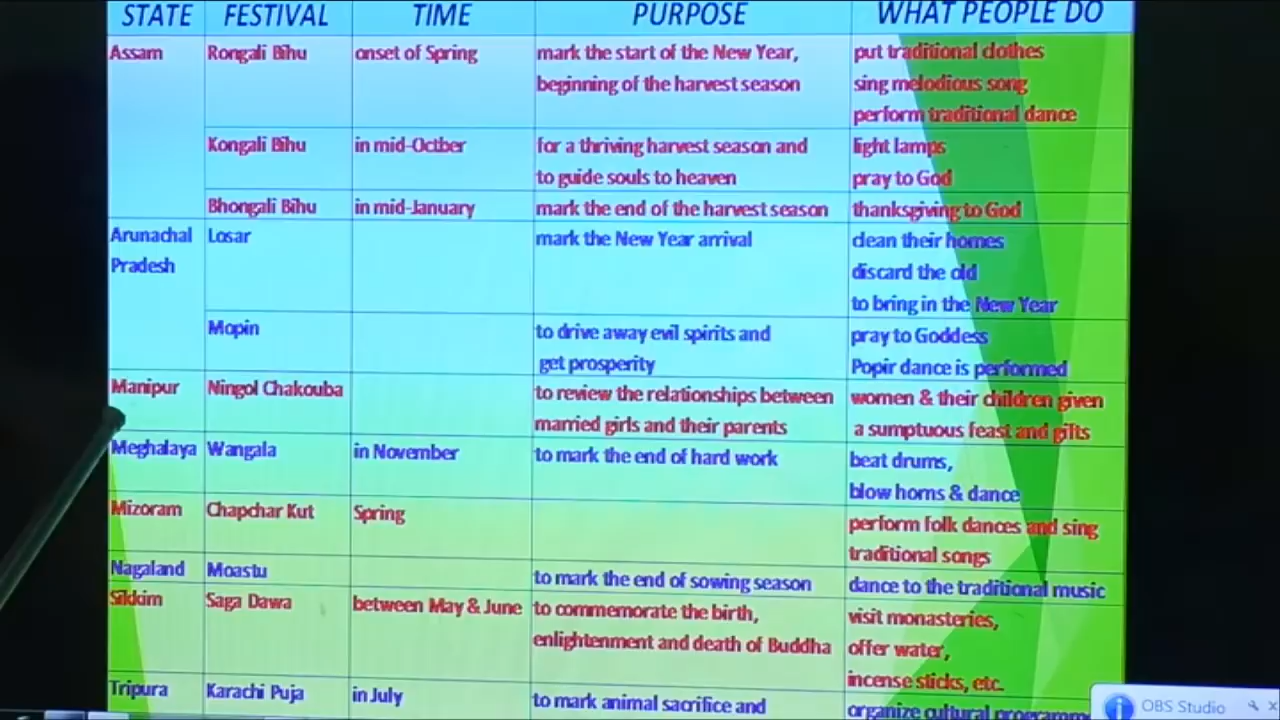 STATE FESTIVAL TIME PURPOSE WHAT PEOPLE DO
Assam Rongali Bihu onset of Spring mark the start of the New Year, put traditional clothes
beginning of the harvest season sing melodious song
perform traditional dance
Kongali Bihu in mid-Octber for a thriving harvest season and light lamps
to guide souls to heaven pray to God
Bhongali Bihu in mid-January mark the end of the harvest season thanksgiving to God
Arunachal Losar mark the New Year arrival clean their homes
Pradesh discard the old
to bring in the New Year
Mopin to drive away evil spirits and pray to Goddess
get prosperity Popir dance is performed
Manipur Ningol Chakouba to review the relationships between women & their children given
married girls and their parents a sumptuous feast and gifts
Meghalaya Wangala in November to mark the end of hard work beat drums,
blow horns & dance
Mizoram Chapchar Kut Spring perform folk dances and sing
traditional songs
Nagaland Moastu to mark the end of sowing season dance to the traditional music
Sikkim Saga Dawa between May & June to commemorate the birth, visit monasteries,
enlightenment and death of Buddha offer water,
incense sticks, etc.
Tripura Karachi Puja in July to mark animal sacrifice and organize cultural programm
OBS Studio